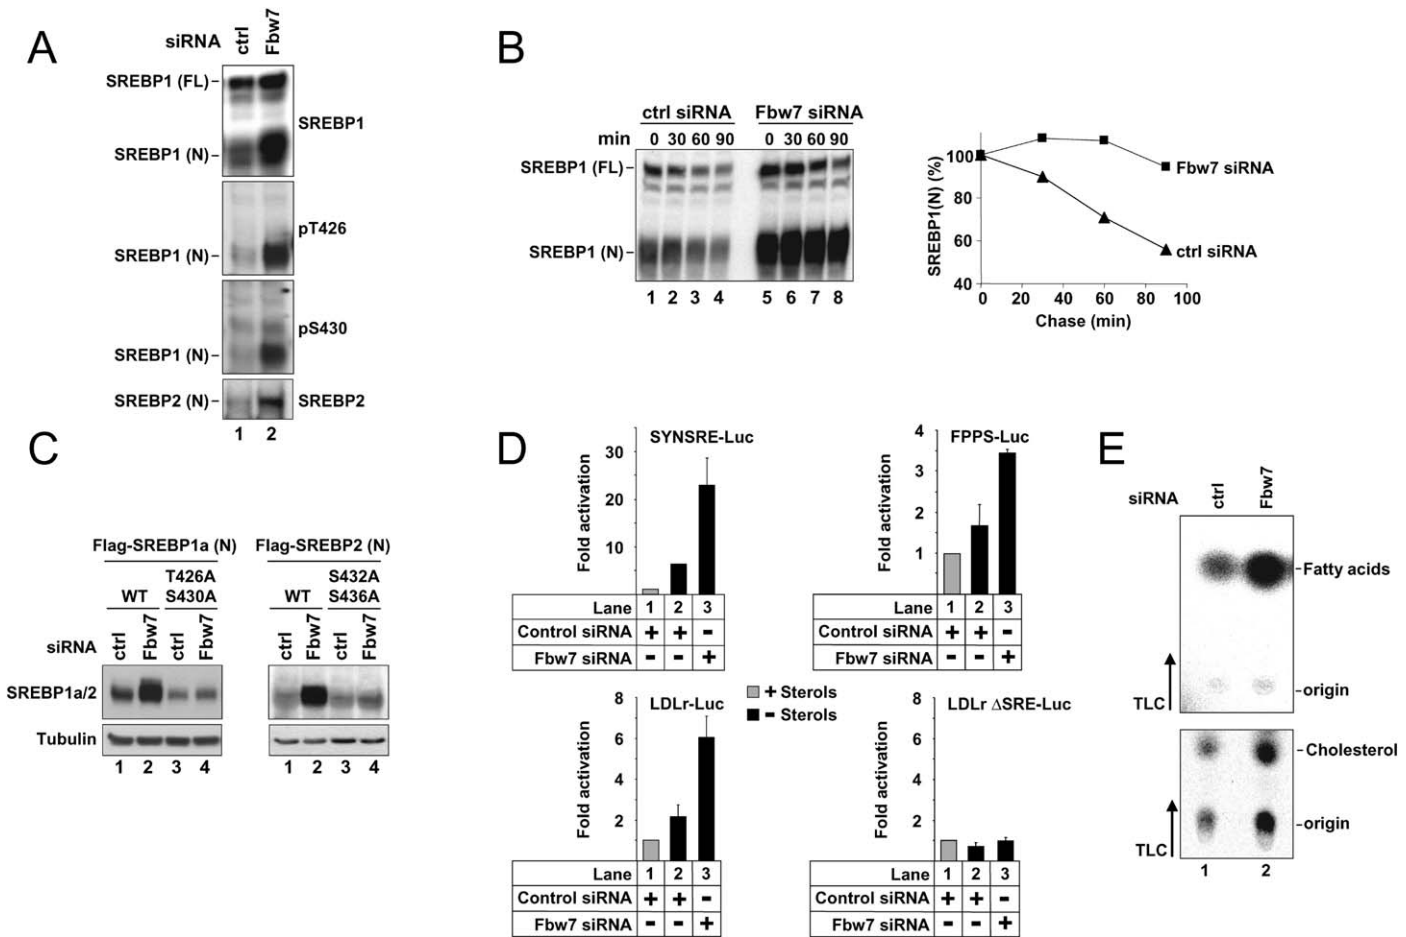 A
siRNA
ctrl
Fbw7
SREBP1 (FL)
SREBP1
SREBP1 (N)
pT426
SREBP1 (N)
pS430
SREBP1 (N)
SREBP2 (N)
SREBP2
1 2
B
ctrl siRNA Fbw7 siRNA
min 0 30 60 90 0 30 60 90
SREBP1 (FL)
SREBP1 (N)
1 2 3 4 5 6 7 8
SREBP1(N) (%)
100
80
60
40
0 20 40 60 80 100
Chase (min)
Fbw7 siRNA
ctrl siRNA
C
Flag-SREBP1a (N) Flag-SREBP2 (N)
WT T426A S430A WT S432A S436A
siRNA ctrl Fbw7 ctrl Fbw7 ctrl Fbw7 ctrl Fbw7
SREBP1a/2
Tubulin
1 2 3 4 1 2 3 4
D
SYNSRE-Luc
Fold activation
30
20
10
Lane 1 2 3
Control siRNA + + -
Fbw7 siRNA - - +
FPPS-Luc
Fold activation
4
3
2
1
Lane 1 2 3
Control siRNA + + -
Fbw7 siRNA - - +
LDLr-Luc
Fold activation
8
6
4
2
Lane 1 2 3
Control siRNA + + -
Fbw7 siRNA - - +
+ Sterols
- Sterols
LDLr ΔSRE-Luc
Fold activation
8
6
4
2
Lane 1 2 3
Control siRNA + + -
Fbw7 siRNA - - +
E
siRNA ctrl Fbw7
Fatty acids
origin
TLC
Cholesterol
origin
TLC
1 2